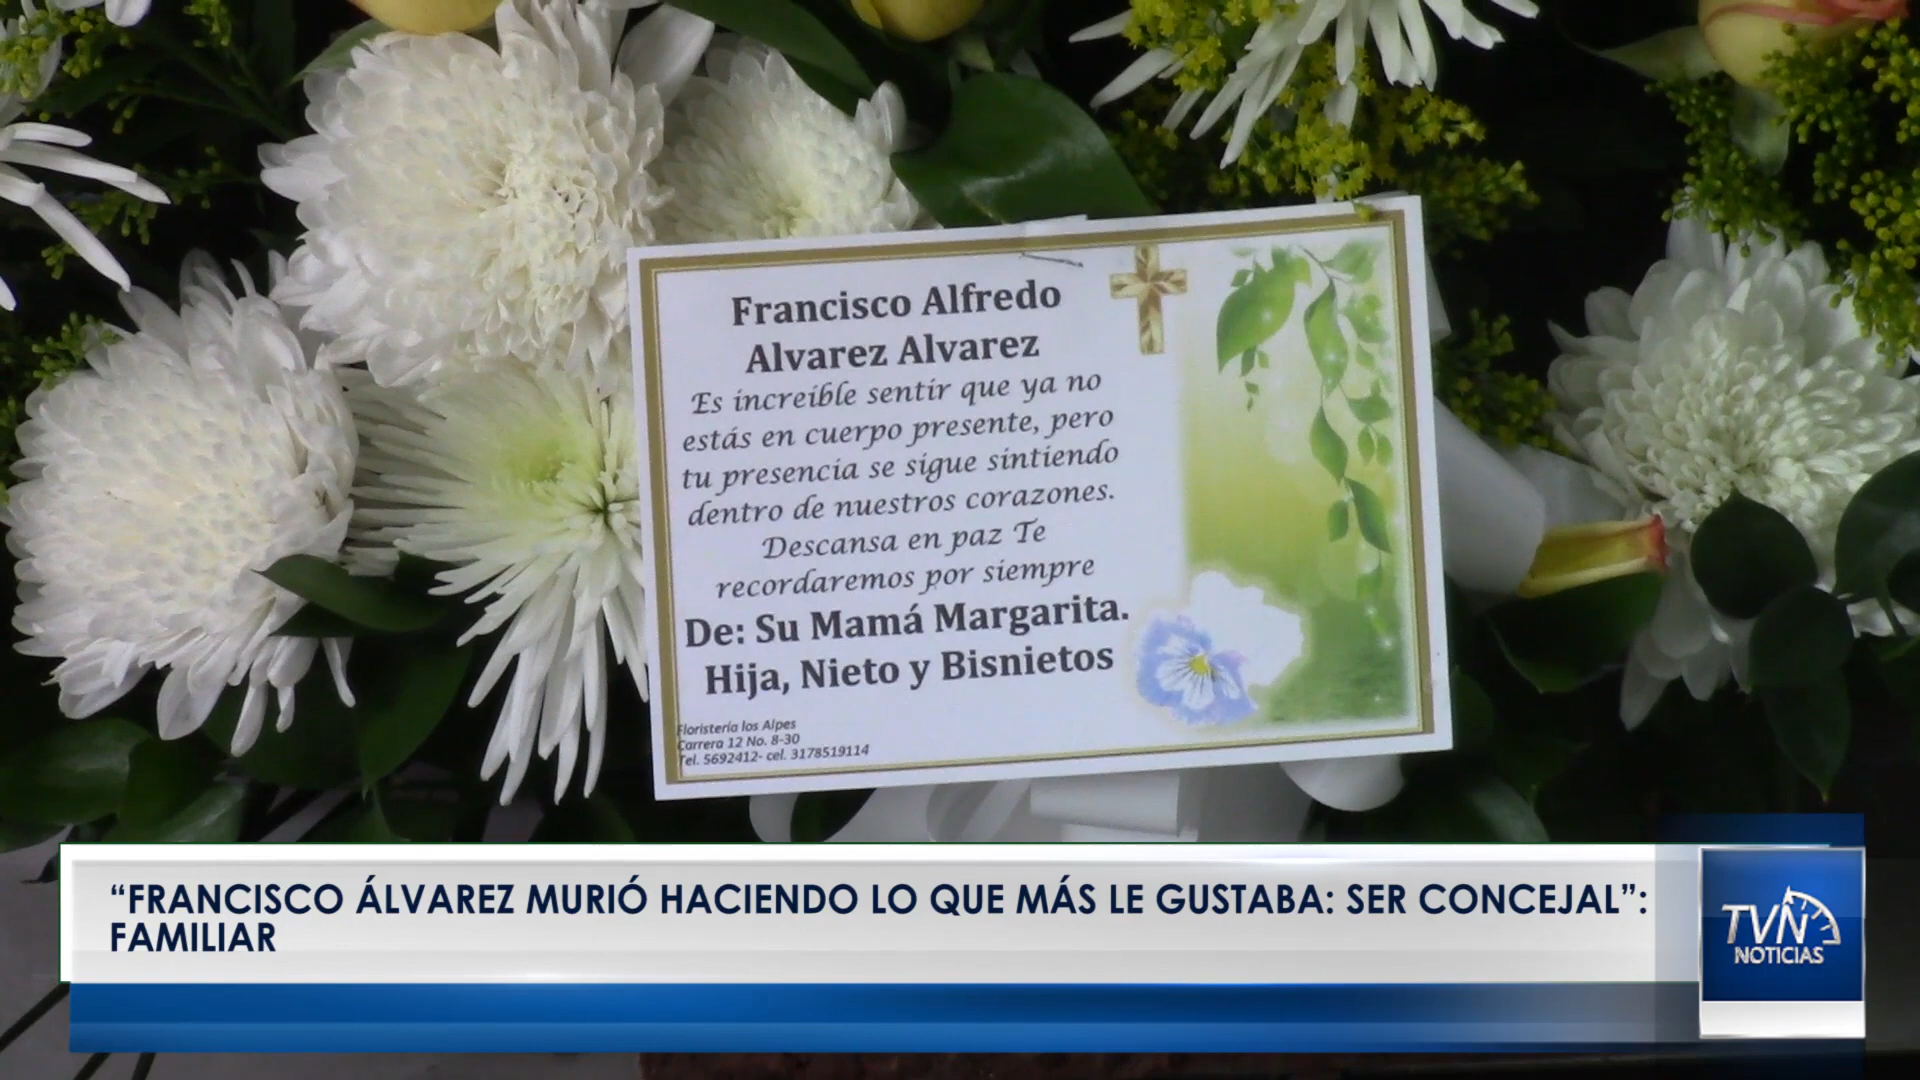 Francisco Alfredo
Alvarez Alvarez
Es increíble sentir que ya no
estás en cuerpo presente, pero
tu presencia se sigue sintiendo
dentro de nuestros corazones.
Descansa en paz Te
recordaremos por siempre
De: Su Mamá Margarita.
Hija, Nieto y Bisnietos
Floristería los Alpes
Carrera 12 No. 8-30
Tel. 5692412- cel. 3178519114
“FRANCISCO ÁLVAREZ MURIÓ HACIENDO LO QUE MÁS LE GUSTABA: SER CONCEJAL”:
FAMILIAR
TVN
NOTICIAS